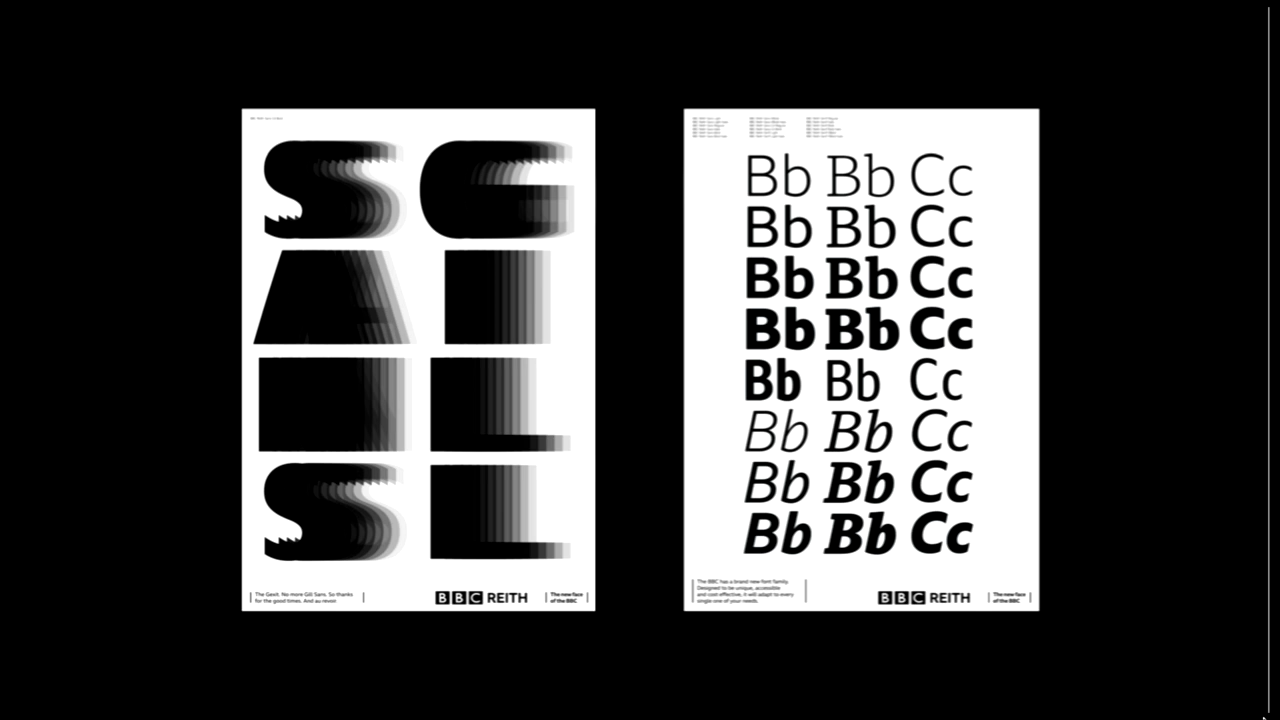 S G
A I
N L
S L
The Gexit. No more Gill Sans. So thanks
for the good times. And au revoir
BBC REITH
The new face
of the BBC
Bb Bb Cc
Bb Bb Cc
Bb Bb Cc
Bb Bb Cc
Bb Bb Cc
Bb Bb Cc
Bb Bb Cc
Bb Bb Cc
The BBC has a brand new font family.
Designed to be unique, accessible
and cost effective, it will adapt to every
single one of your needs.
BBC REITH
The new face
of the BBC